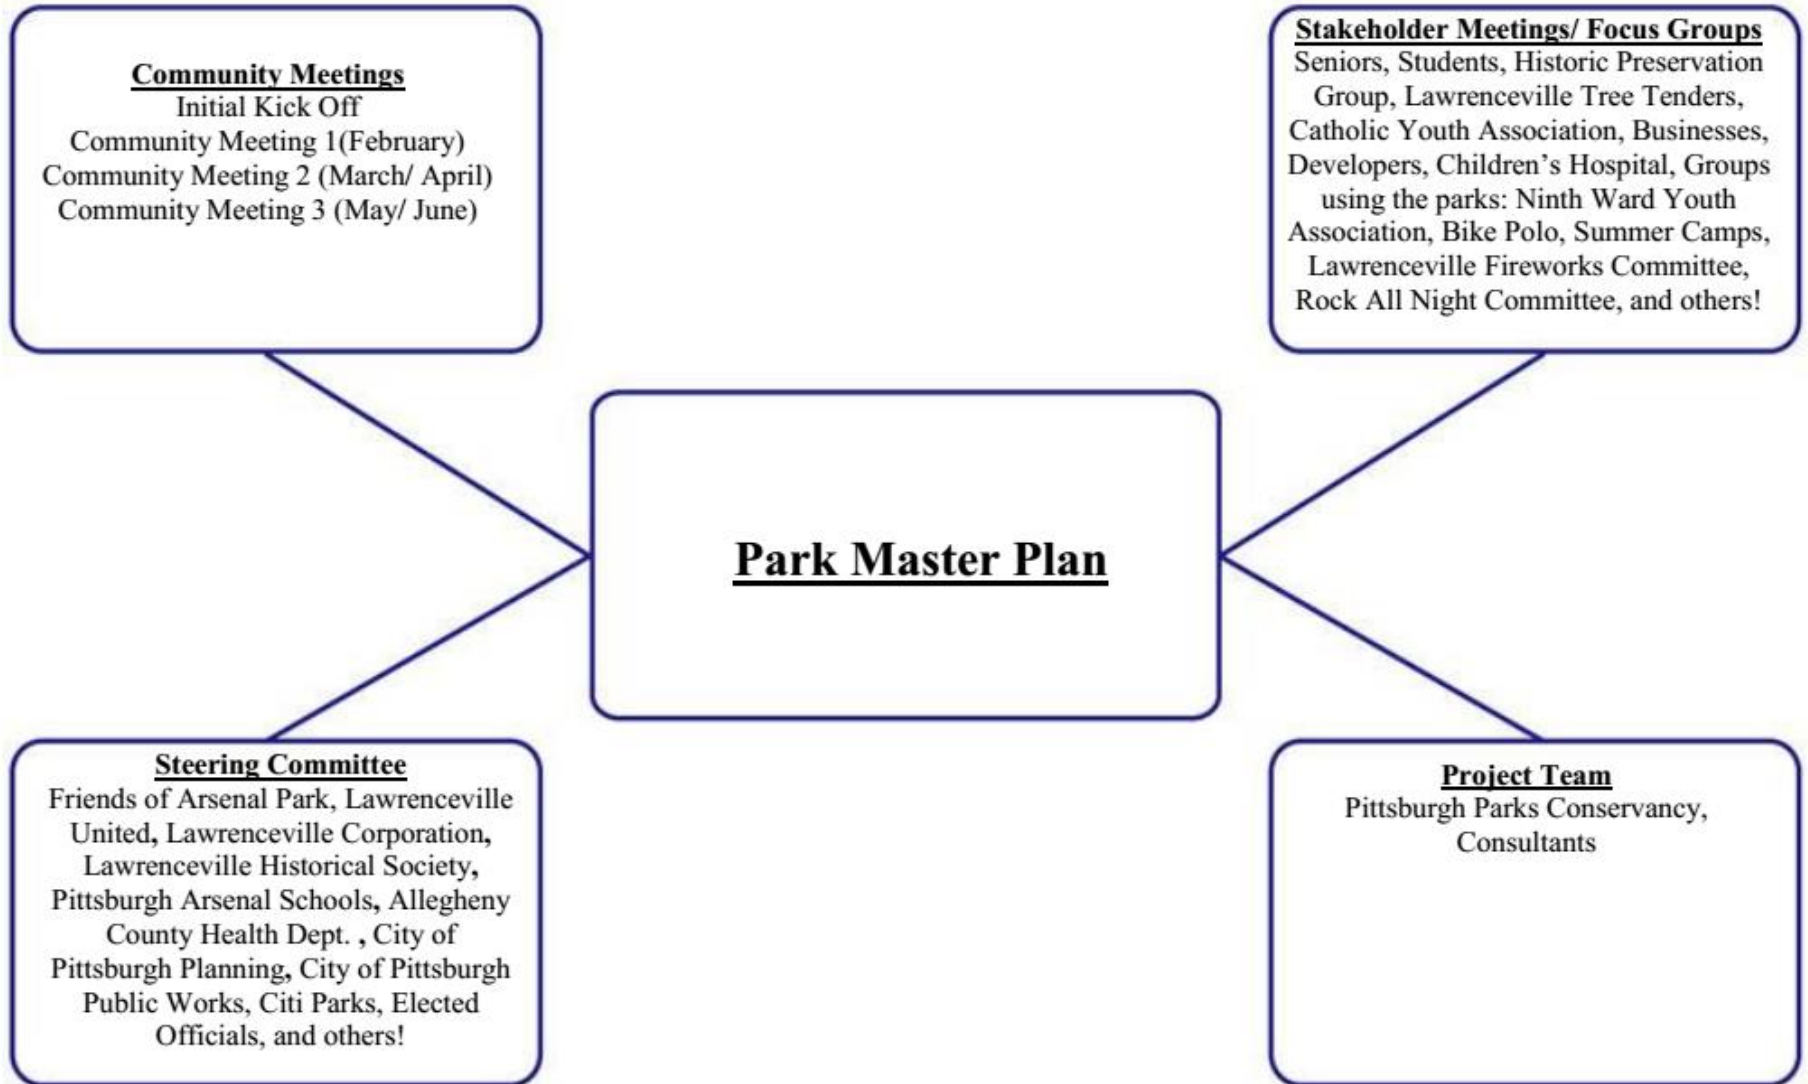 Community Meetings
Initial Kick Off
Community Meeting 1(February)
Community Meeting 2 (March/ April)
Community Meeting 3 (May/ June)
Stakeholder Meetings/ Focus Groups
Seniors, Students, Historic Preservation
Group, Lawrenceville Tree Tenders,
Catholic Youth Association, Businesses,
Developers, Children’s Hospital, Groups
using the parks: Ninth Ward Youth
Association, Bike Polo, Summer Camps,
Lawrenceville Fireworks Committee,
Rock All Night Committee, and others!
Park Master Plan
Steering Committee
Friends of Arsenal Park, Lawrenceville
United, Lawrenceville Corporation,
Lawrenceville Historical Society,
Pittsburgh Arsenal Schools, Allegheny
County Health Dept. , City of
Pittsburgh Planning, City of Pittsburgh
Public Works, Citi Parks, Elected
Officials, and others!
Project Team
Pittsburgh Parks Conservancy,
Consultants